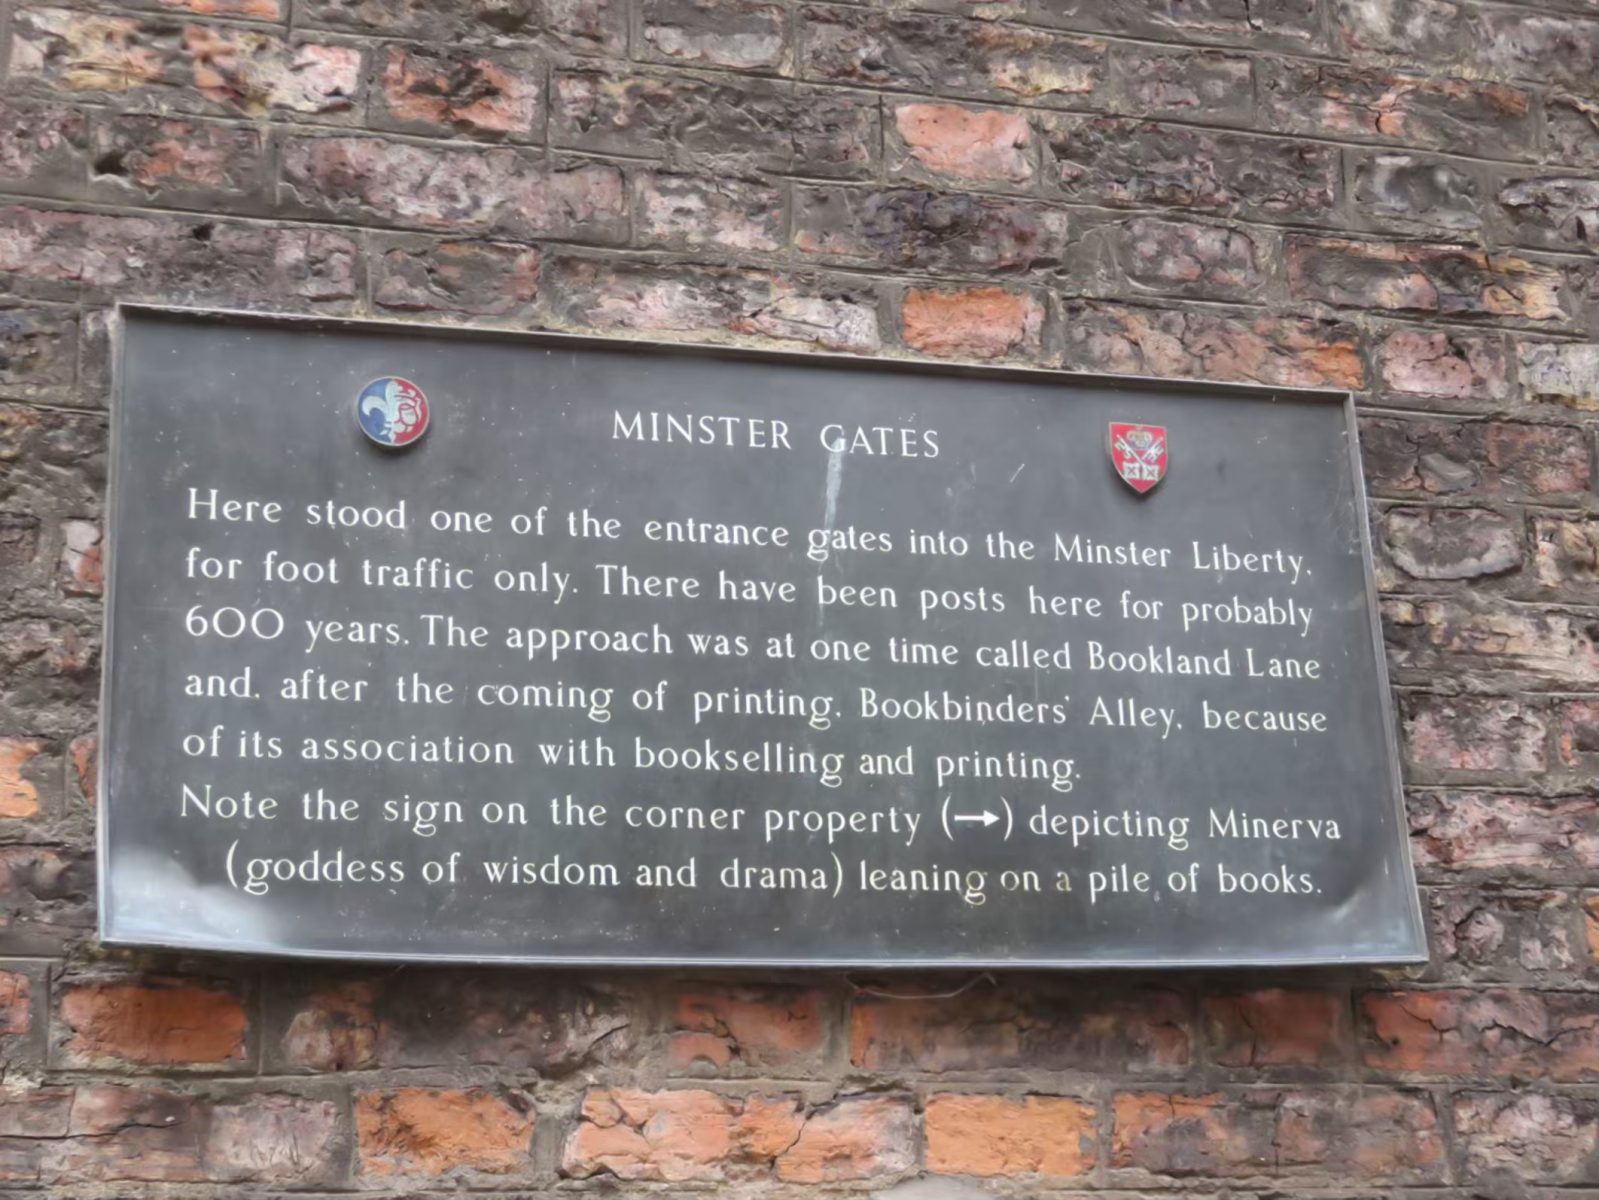 MINSTER GATES
Here stood one of the entrance gates into the Minster Liberty,
for foot traffic only. There have been posts here for probably
600 years. The approach was at one time called Bookland Lane
and, after the coming of printing, Bookbinders' Alley, because
of its association with bookselling and printing.
Note the sign on the corner property (→) depicting Minerva
(goddess of wisdom and drama) leaning on a pile of books.